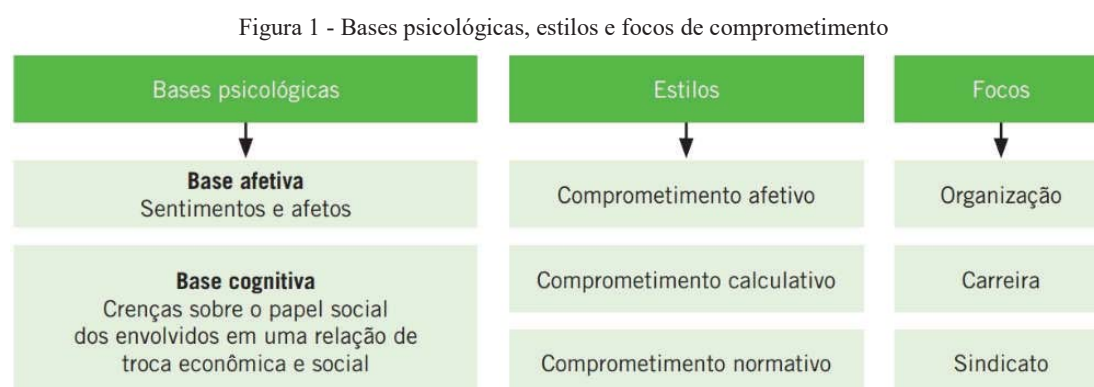 Figura 1 - Bases psicológicas, estilos e focos de comprometimento
Bases psicológicas
Base afetiva
Sentimentos e afetos
Base cognitiva
Crenças sobre o papel social
dos envolvidos em uma relação de
troca econômica e social
Estilos
Comprometimento afetivo
Comprometimento calculativo
Comprometimento normativo
Focos
Organização
Carreira
Sindicato